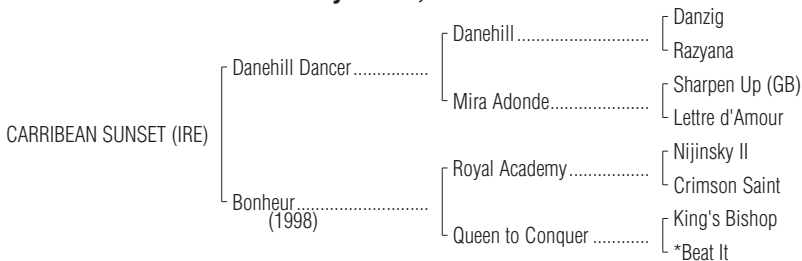 Danzig
Danehill
Razyana
Danehill Dancer
Sharpen Up (GB)
Mira Adonde
Lettre d'Amour
CARRIBEAN SUNSET (IRE)
Nijinsky II
Royal Academy
Crimson Saint
Bonheur
(1998)
King's Bishop
Queen to Conquer
*Beat It